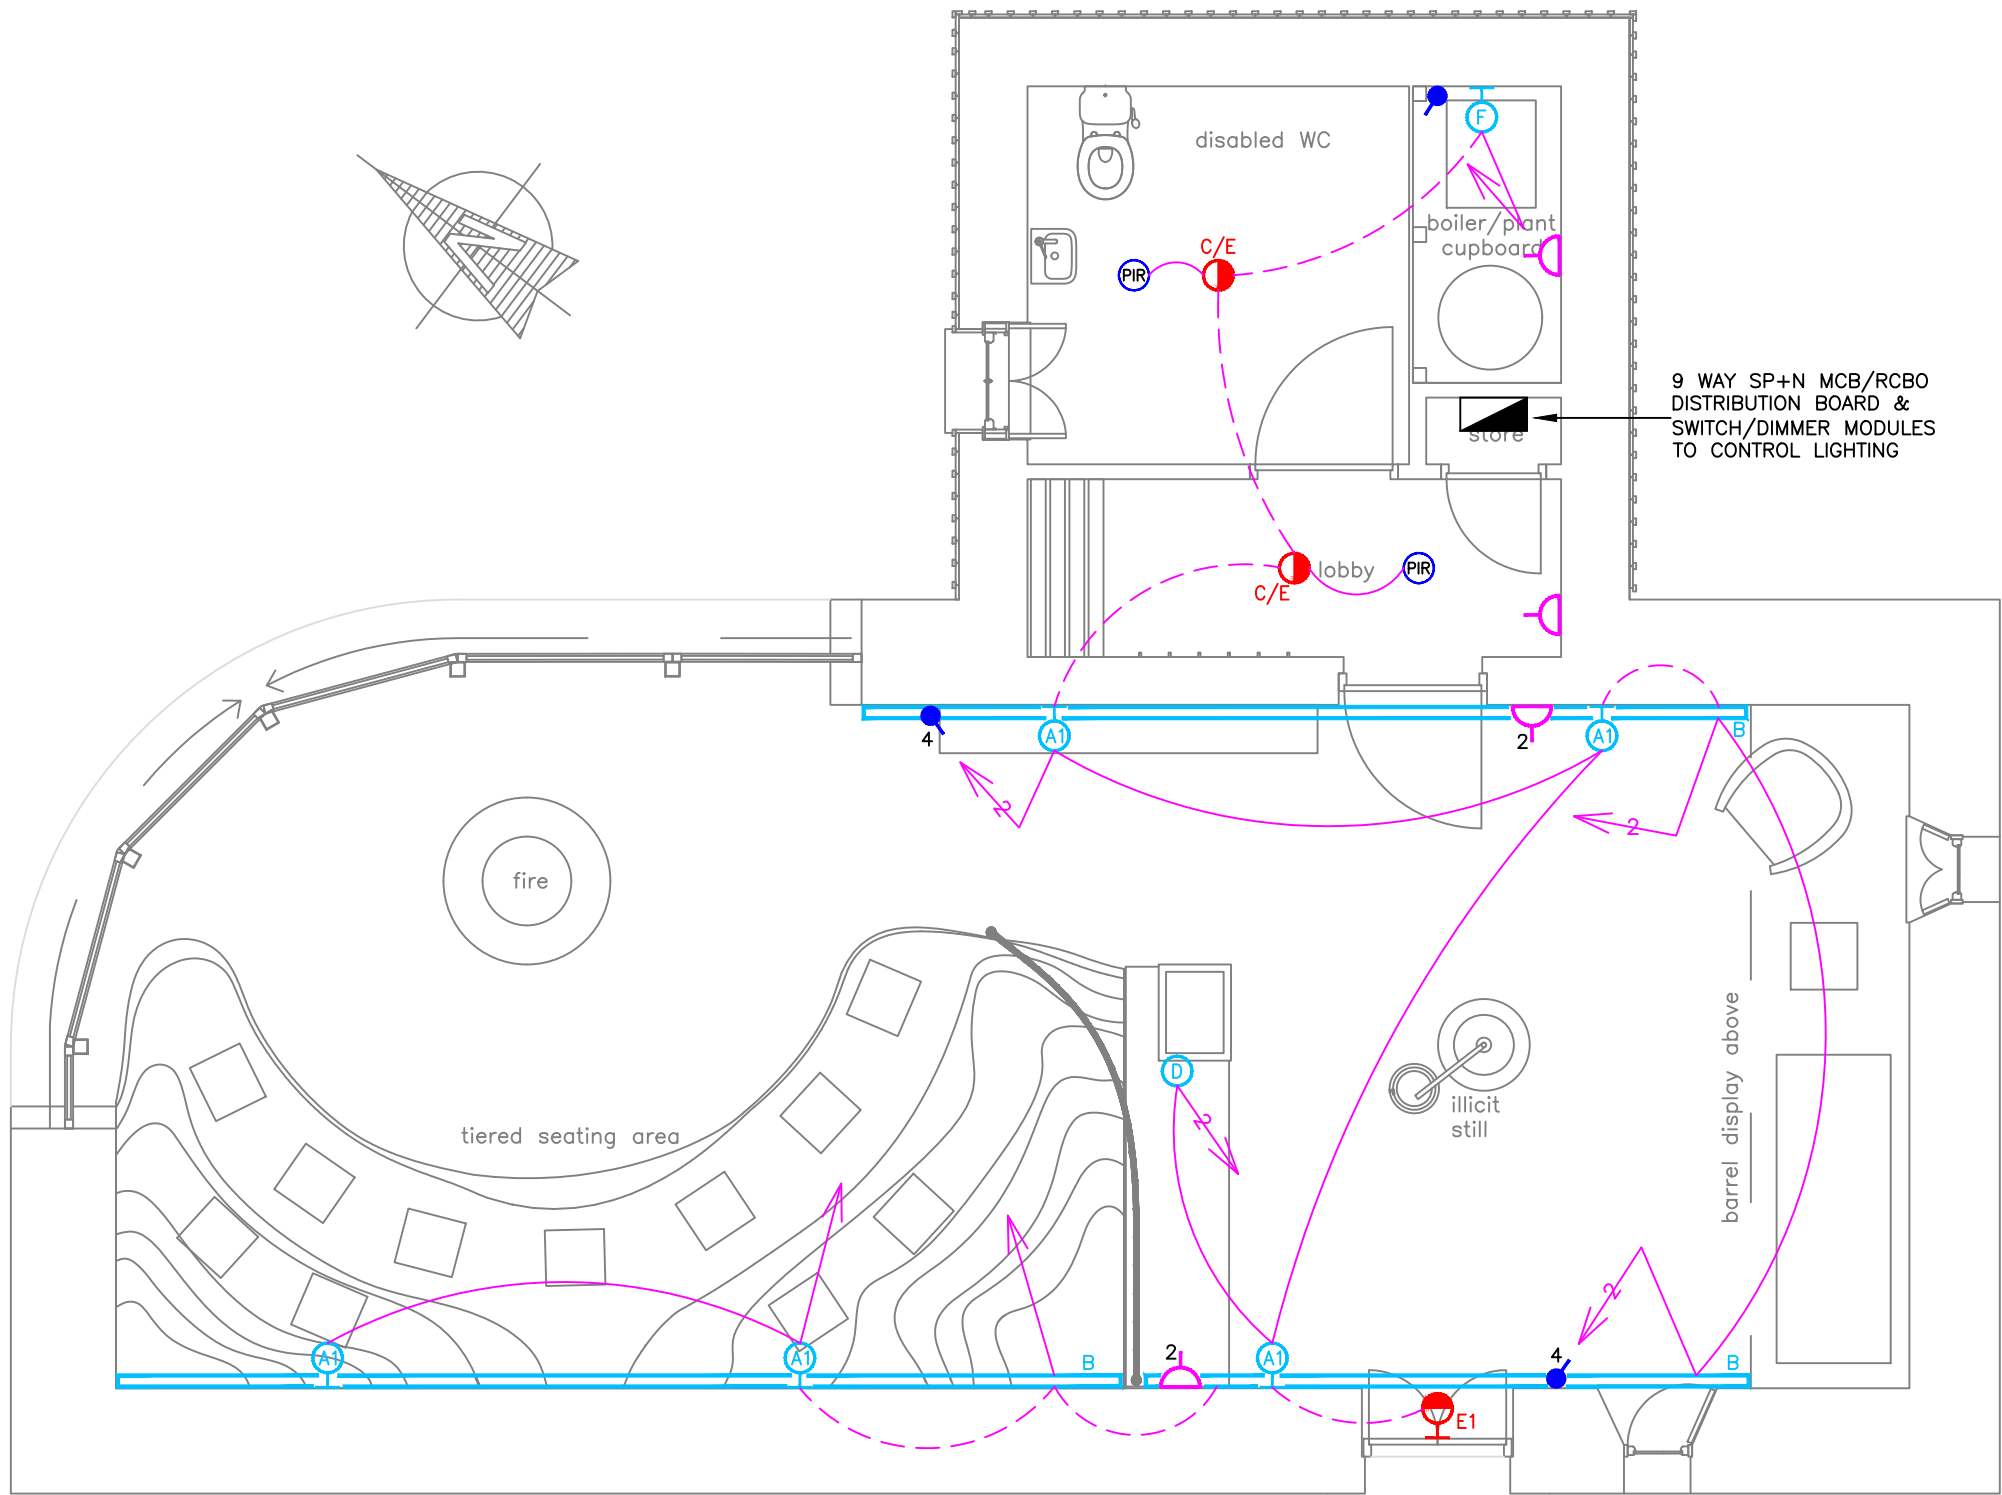 disabled WC
F
boiler/plant
cupboard
N
C/E
PIR
9 WAY SP+N MCB/RCBO
DISTRIBUTION BOARD &
SWITCH/DIMMER MODULES
TO CONTROL LIGHTING
store
lobby
PIR
C/E
4
A1
2
A1
B
2
2
fire
barrel display above
D
illicit
still
2
tiered seating area
2
A1
A1
B
2
A1
4
B
E1